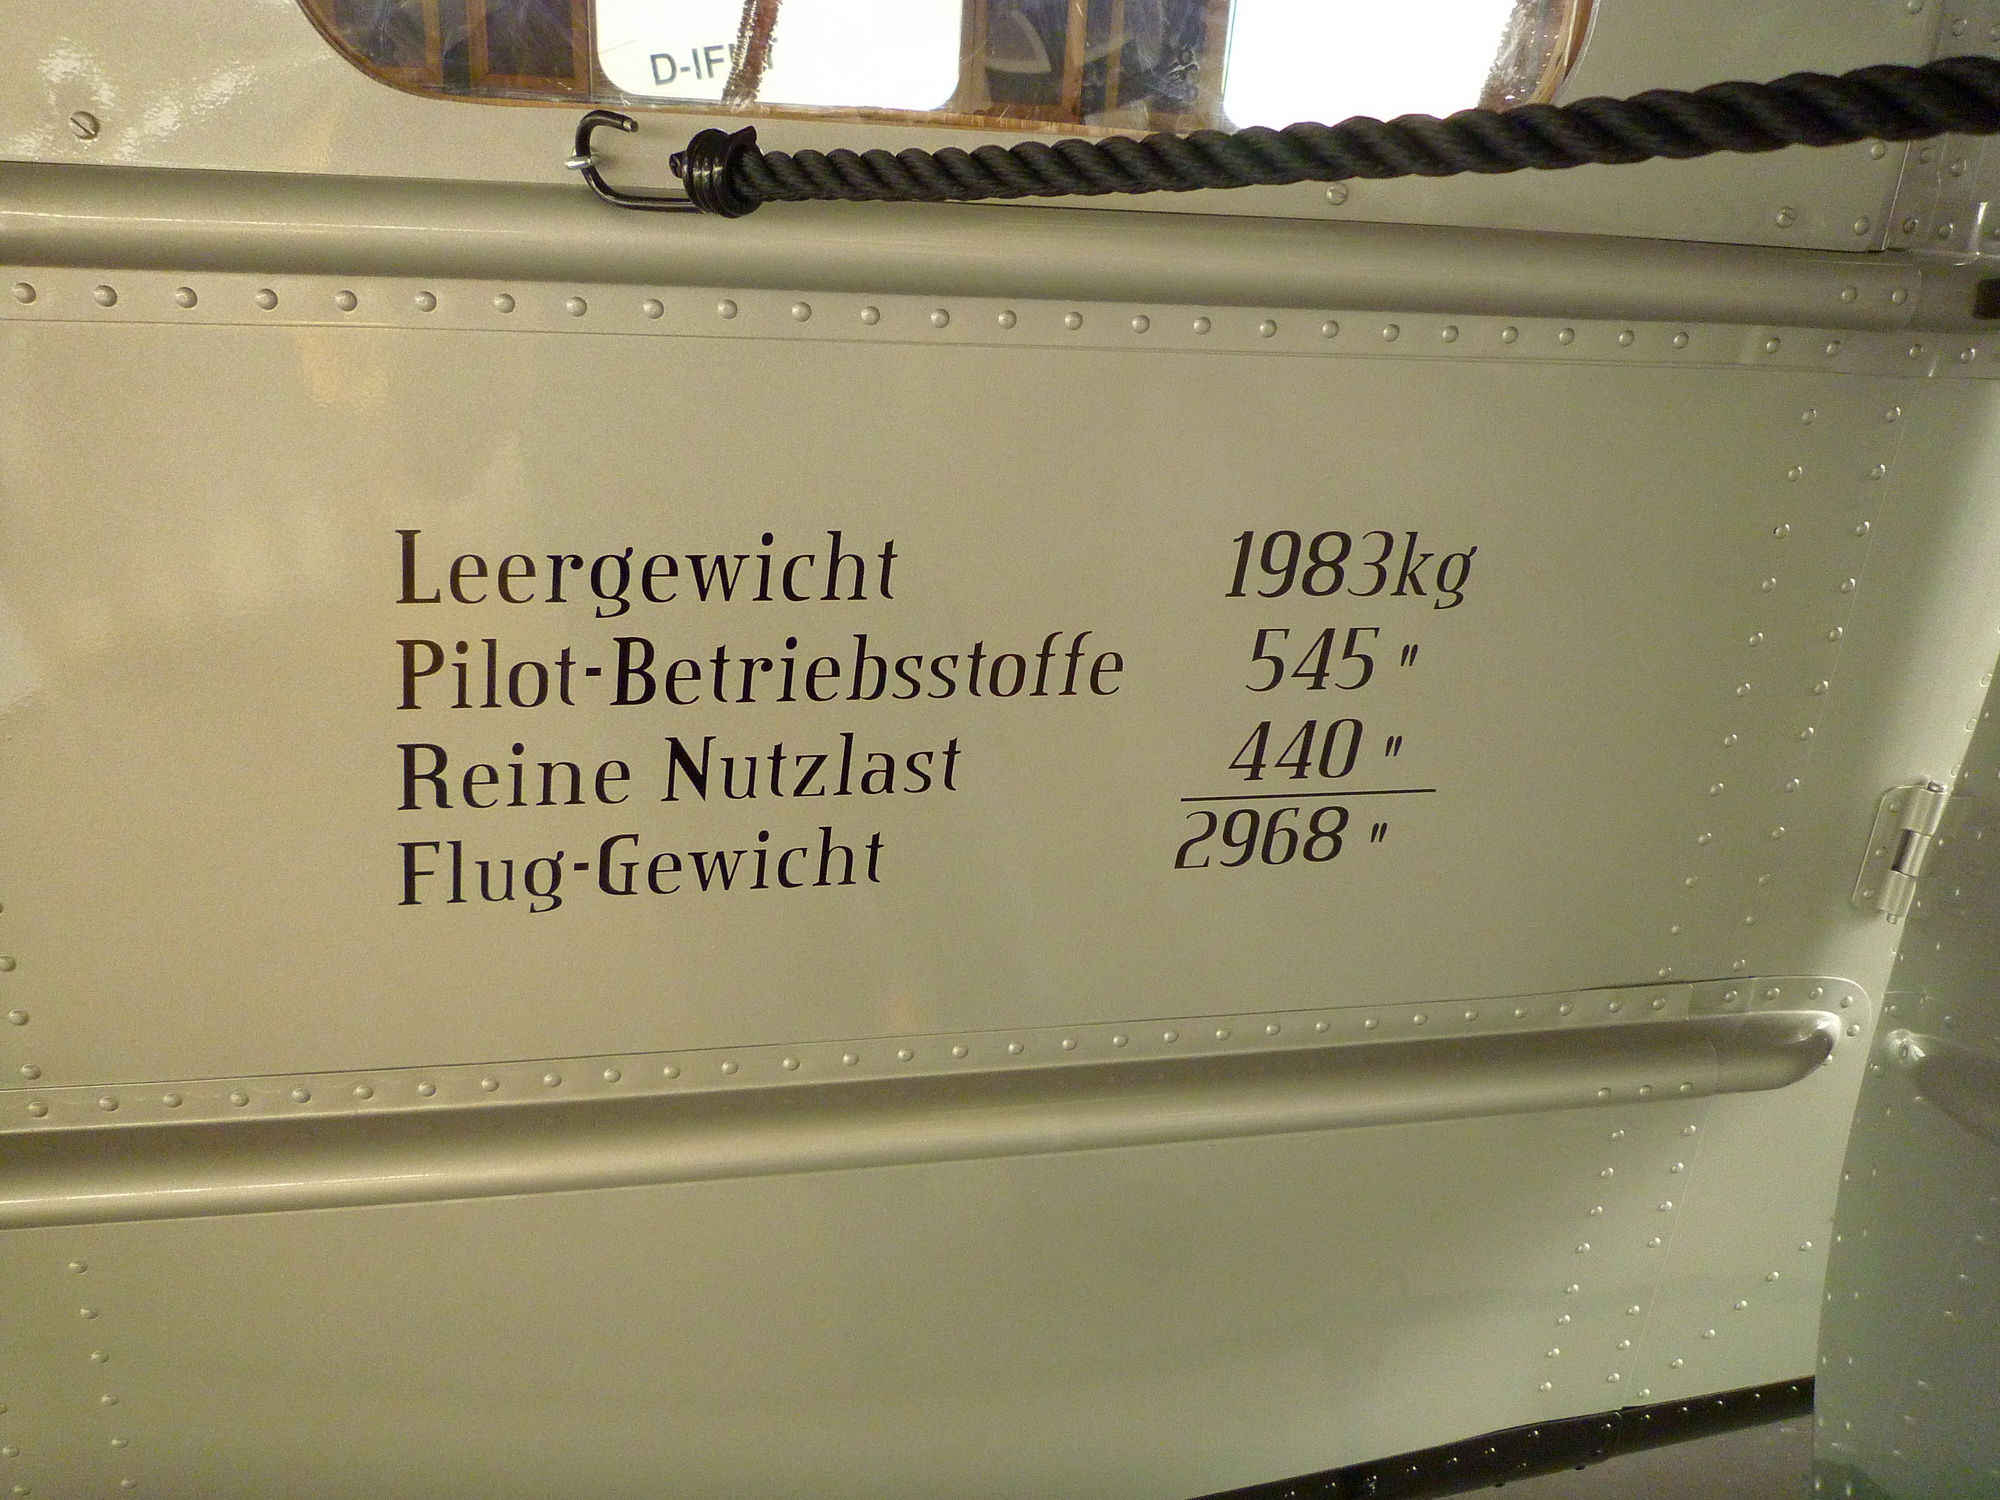 Leergewicht 1983kg
Pilot-Betriebsstoffe 545 "
Reine Nutzlast 440 "
Flug-Gewicht 2968 "